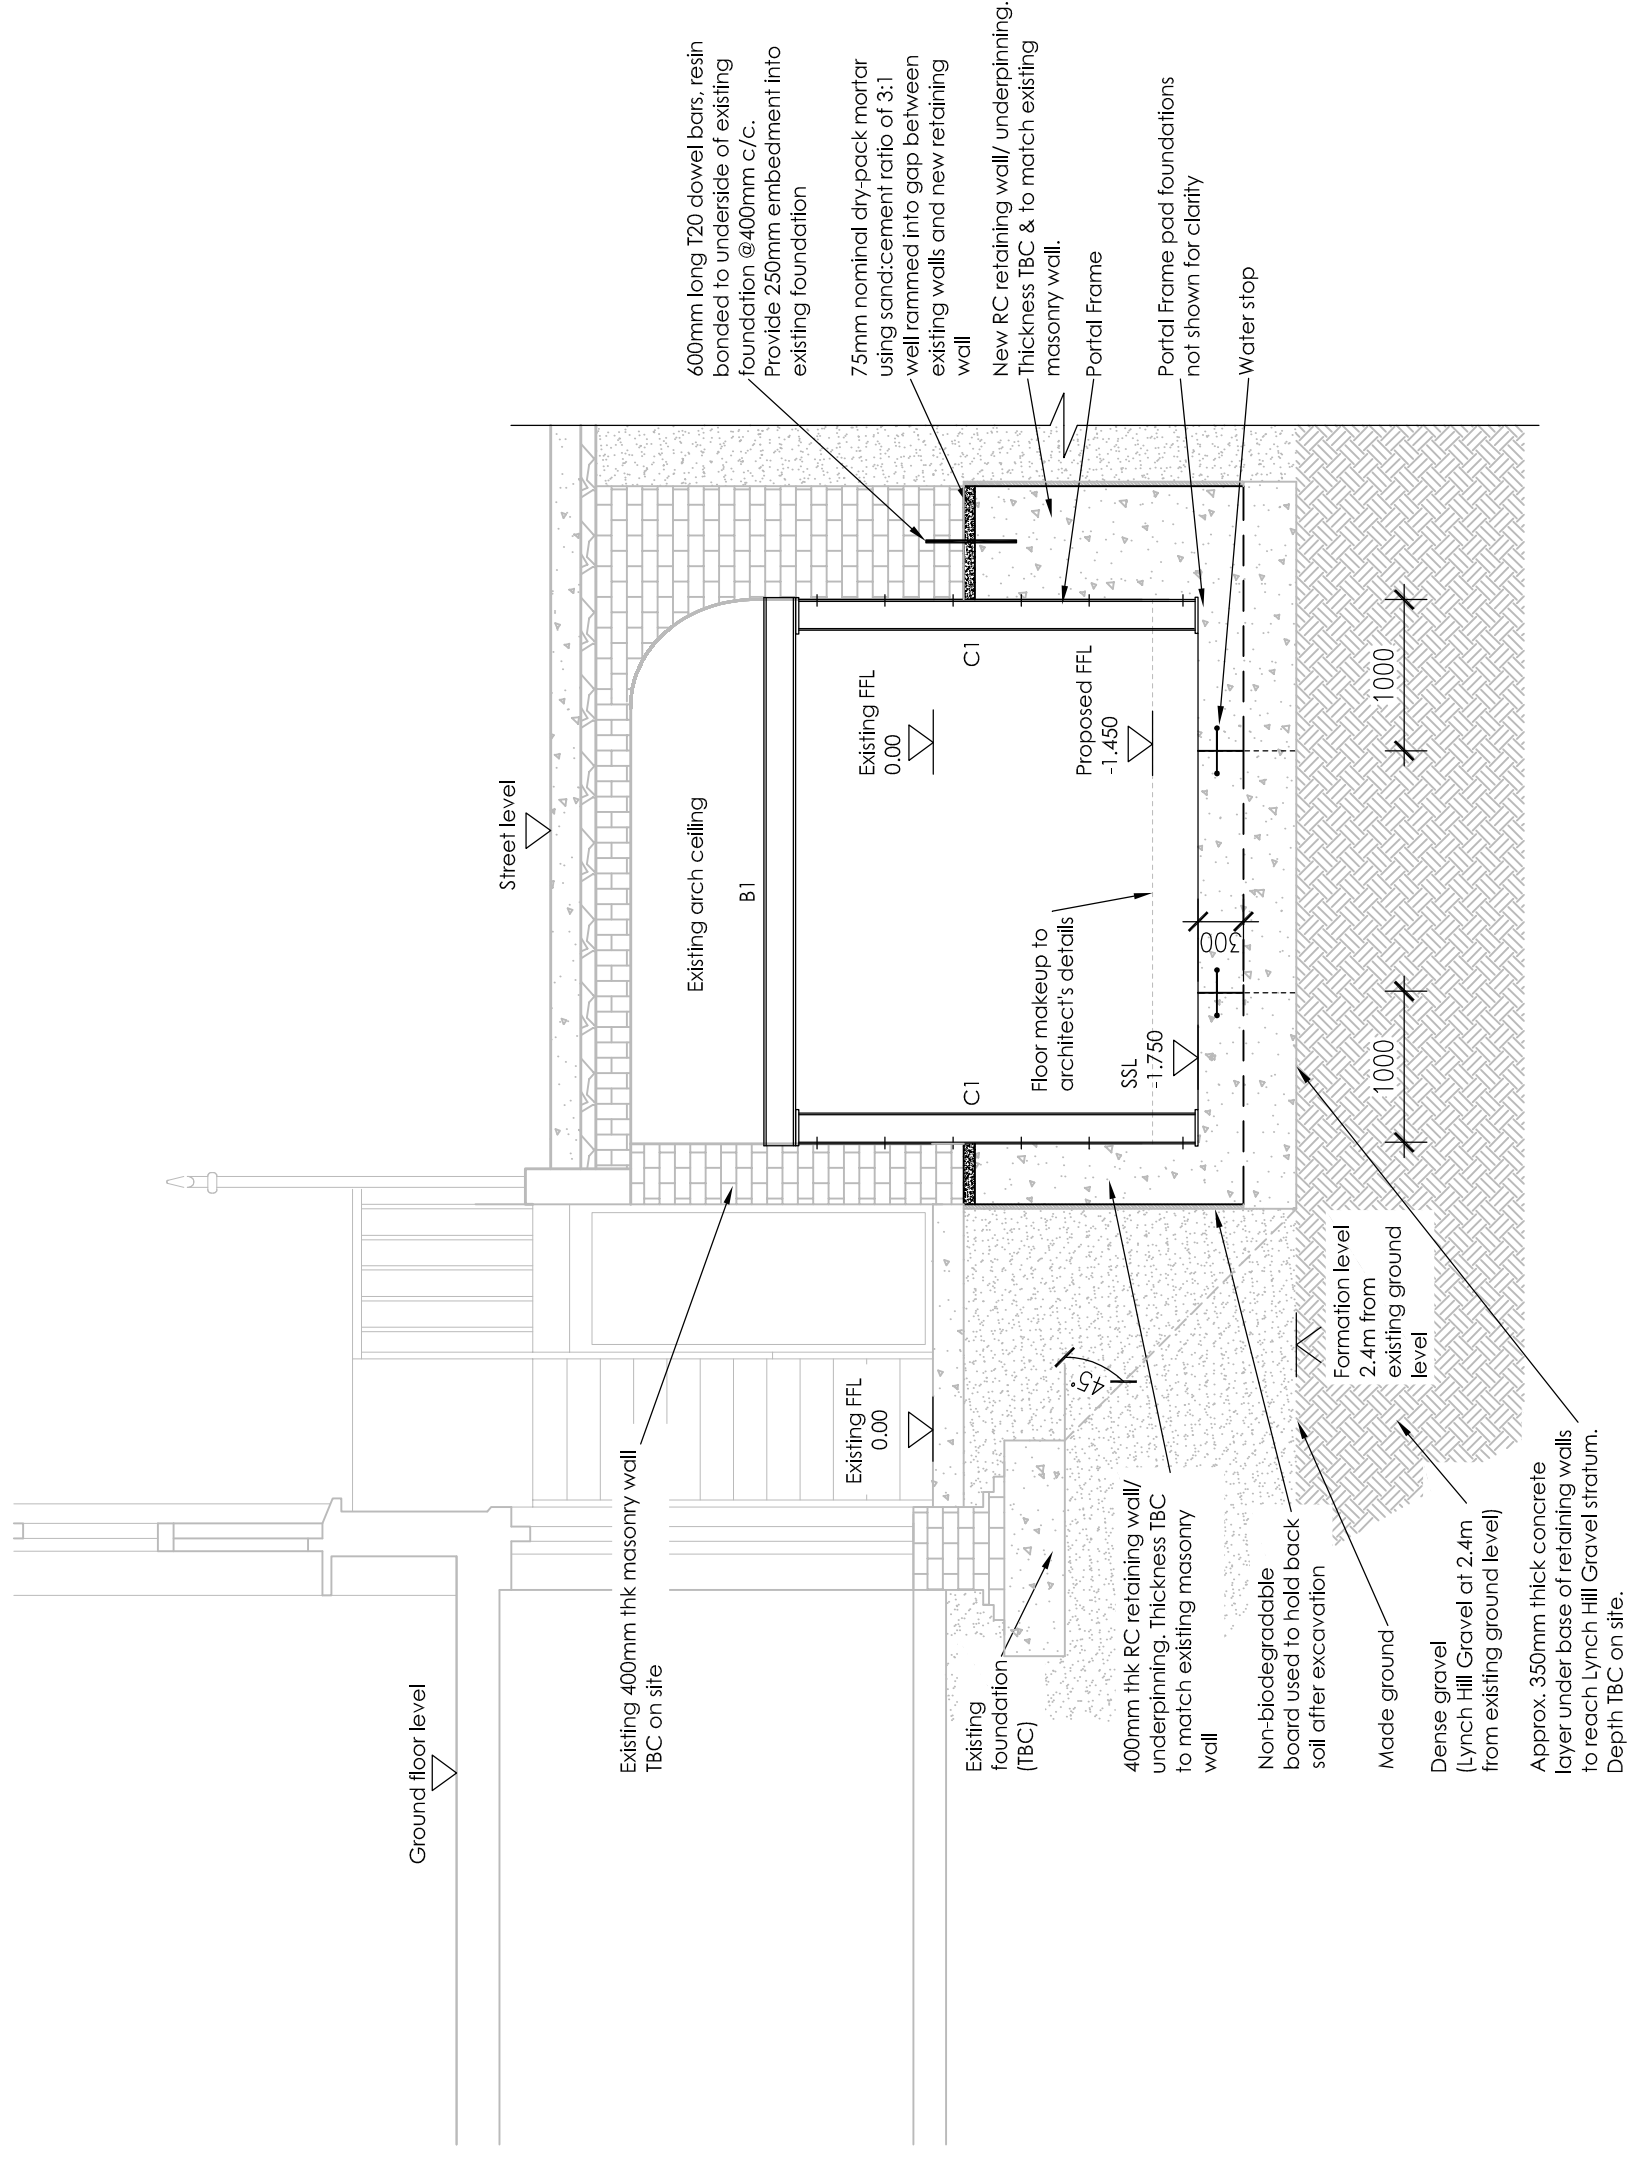 Ground floor level
Street level
600mm long T20 dowel bars, resin
bonded to underside of existing
foundation @400mm c/c.
Provide 250mm embedment into
existing foundation
Existing 400mm thk masonry wall
TBC on site
Existing arch ceiling
B1
75mm nominal dry-pack mortar
using sand:cement ratio of 3:1
well rammed into gap between
existing walls and new retaining
wall
Existing FFL
0.00
Existing FFL
0.00
New RC retaining wall/ underpinning.
Thickness TBC & to match existing
masonry wall.
C1
C1
Existing
foundation
(TBC)
Floor makeup to
architect's details
Proposed FFL
-1.450
Portal Frame
45°
400mm thk RC retaining wall/
underpinning. Thickness TBC
to match existing masonry
wall
SSL
-1.750
Portal Frame pad foundations
not shown for clarity
300
Water stop
Non-biodegradable
board used to hold back
soil after excavation
Formation level
2.4m from
existing ground
level
1000
1000
Made ground
Dense gravel
(Lynch Hill Gravel at 2.4m
from existing ground level)
Approx. 350mm thick concrete
layer under base of retaining walls
to reach Lynch Hill Gravel stratum.
Depth TBC on site.